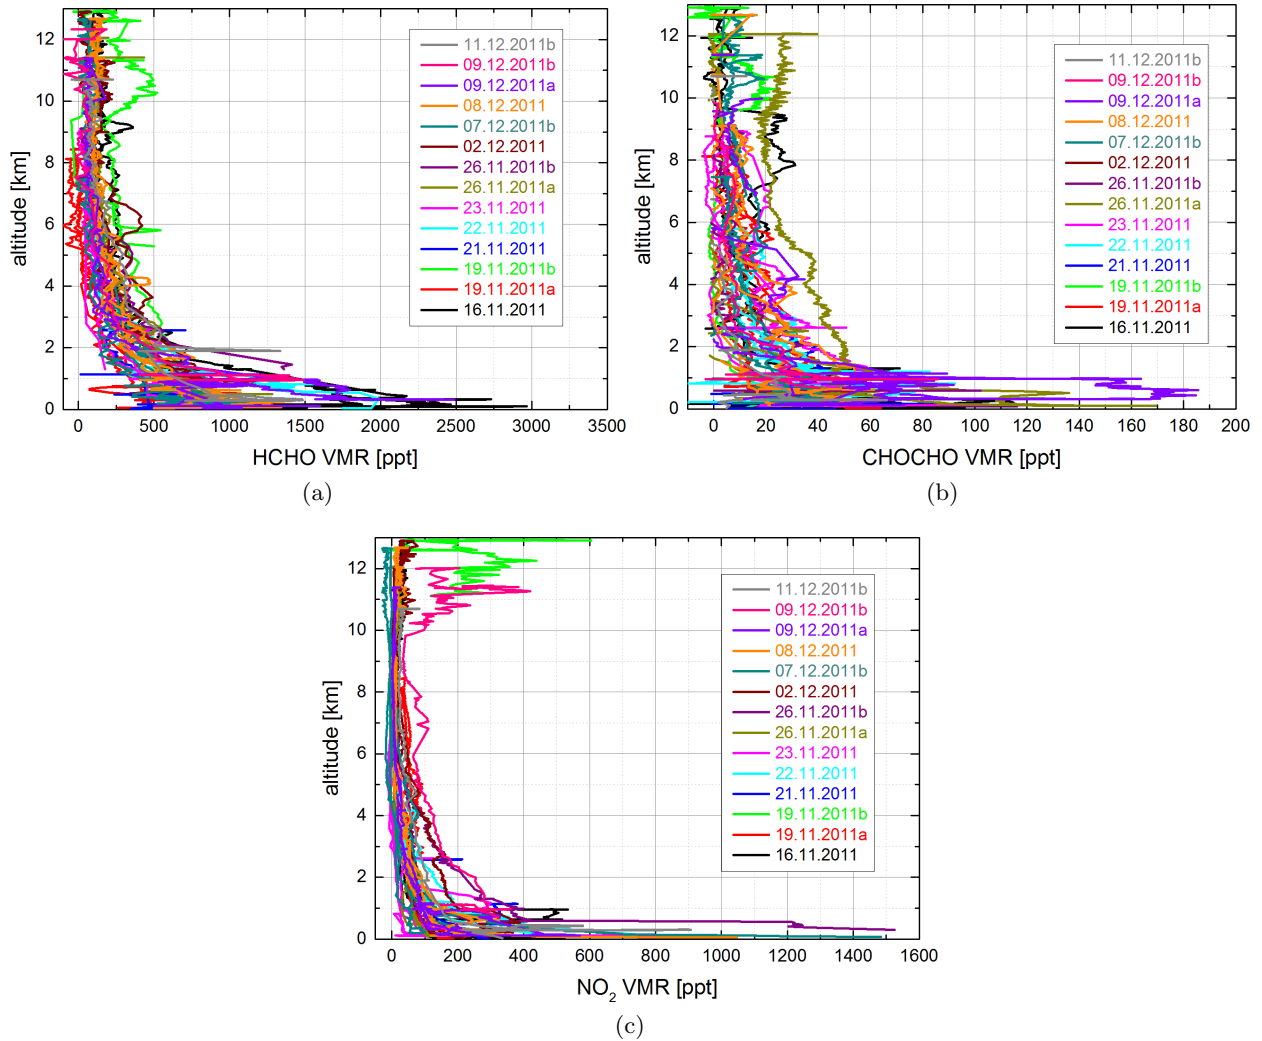 12
10
8
6
4
2
0
altitude [km]
0 500 1000 1500 2000 2500 3000 3500
HCHO VMR [ppt]
11.12.2011b
09.12.2011b
09.12.2011a
08.12.2011
07.12.2011b
02.12.2011
26.11.2011b
26.11.2011a
23.11.2011
22.11.2011
21.11.2011
19.11.2011b
19.11.2011a
16.11.2011
(a)
12
10
8
6
4
2
0
altitude [km]
0 20 40 60 80 100 120 140 160 180 200
CHOCHO VMR [ppt]
11.12.2011b
09.12.2011b
09.12.2011a
08.12.2011
07.12.2011b
02.12.2011
26.11.2011b
26.11.2011a
23.11.2011
22.11.2011
21.11.2011
19.11.2011b
19.11.2011a
16.11.2011
(b)
12
10
8
6
4
2
0
altitude [km]
0 200 400 600 800 1000 1200 1400 1600
NO2 VMR [ppt]
11.12.2011b
09.12.2011b
09.12.2011a
08.12.2011
07.12.2011b
02.12.2011
26.11.2011b
26.11.2011a
23.11.2011
22.11.2011
21.11.2011
19.11.2011b
19.11.2011a
16.11.2011
(c)